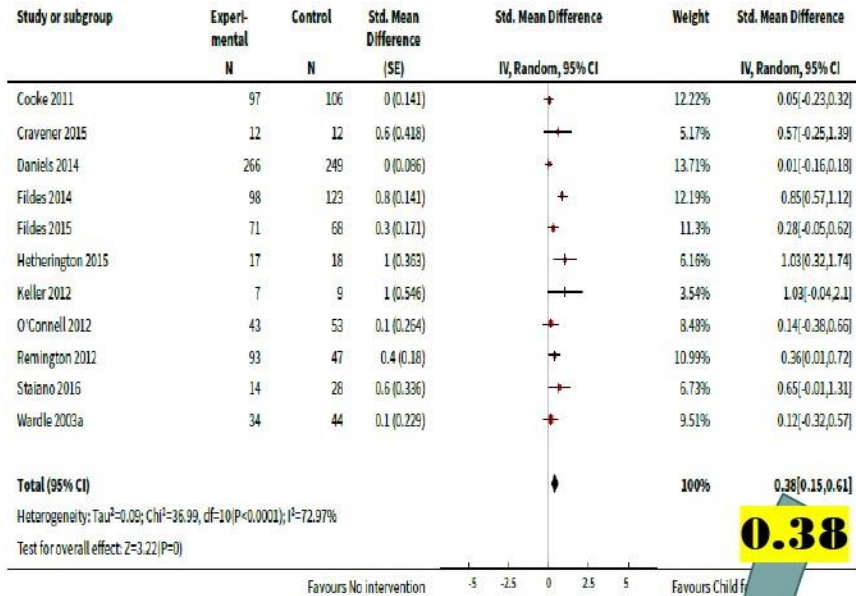 Study or subgroup Experi- Control Std. Mean Std. Mean Difference Weight Std. Mean Difference
mental Difference
N N (SE) IV, Random, 95% CI IV, Random, 95% CI
Cooke 2011 97 106 0 (0.141) 12.22% 0.05[-0.23,0.32]
Cravener 2015 12 12 0.6 (0.418) 5.17% 0.57[-0.25,1.39]
Daniels 2014 266 249 0 (0.086) 13.71% 0.01[-0.16,0.18]
Fildes 2014 98 123 0.8 (0.141) 12.19% 0.85[0.57,1.12]
Fildes 2015 71 68 0.3 (0.171) 11.3% 0.28[-0.05,0.62]
Hetherington 2015 17 18 1 (0.363) 6.16% 1.03[0.32,1.74]
Keller 2012 7 9 1 (0.546) 3.54% 1.03[-0.04,2.1]
O'Connell 2012 43 53 0.1 (0.264) 8.48% 0.14[-0.38,0.66]
Remington 2012 93 47 0.4 (0.18) 10.99% 0.36[0.01,0.72]
Staiano 2016 14 28 0.6 (0.336) 6.73% 0.65[-0.01,1.31]
Wardle 2003a 34 44 0.1 (0.229) 9.51% 0.12[-0.32,0.57]
Total (95% CI) 100% 0.38[0.15,0.61]
Heterogeneity: Tau²=0.09; Chi²=36.99, df=10(P<0.0001); I²=72.97%
0.38
Test for overall effect: Z=3.22(P=0)
Favours No intervention -5 -2.5 0 2.5 5 Favours Child